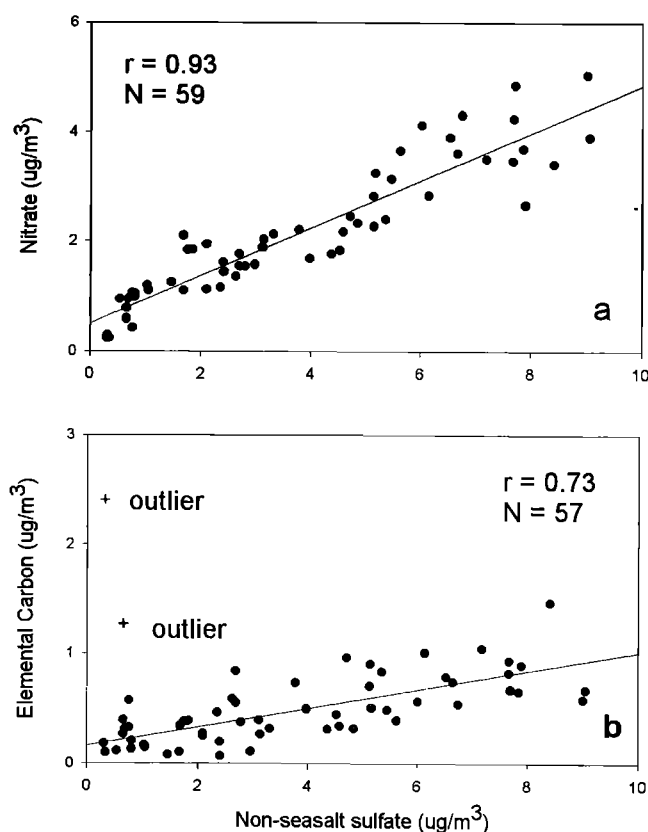 6
r = 0.93
N = 59
4
Nitrate (ug/m³)
2
a
0
0 2 4 6 8 10
3
r = 0.73
N = 57
+ outlier
2
Elemental Carbon (ug/m³)
+ outlier
1
b
0
0 2 4 6 8 10
Non-seasalt sulfate (ug/m³)